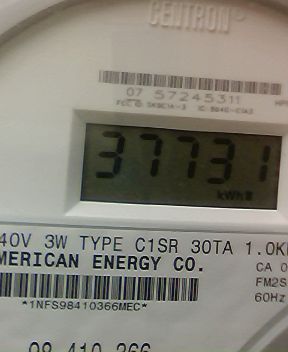 CENTRON®
07 57245311
37731
kWh
40V 3W TYPE C1SR 30TA 1.0K
MERICAN ENERGY CO.
CA 0
FM2S
*1NFS98410366MEC*
60Hz
98 410 366